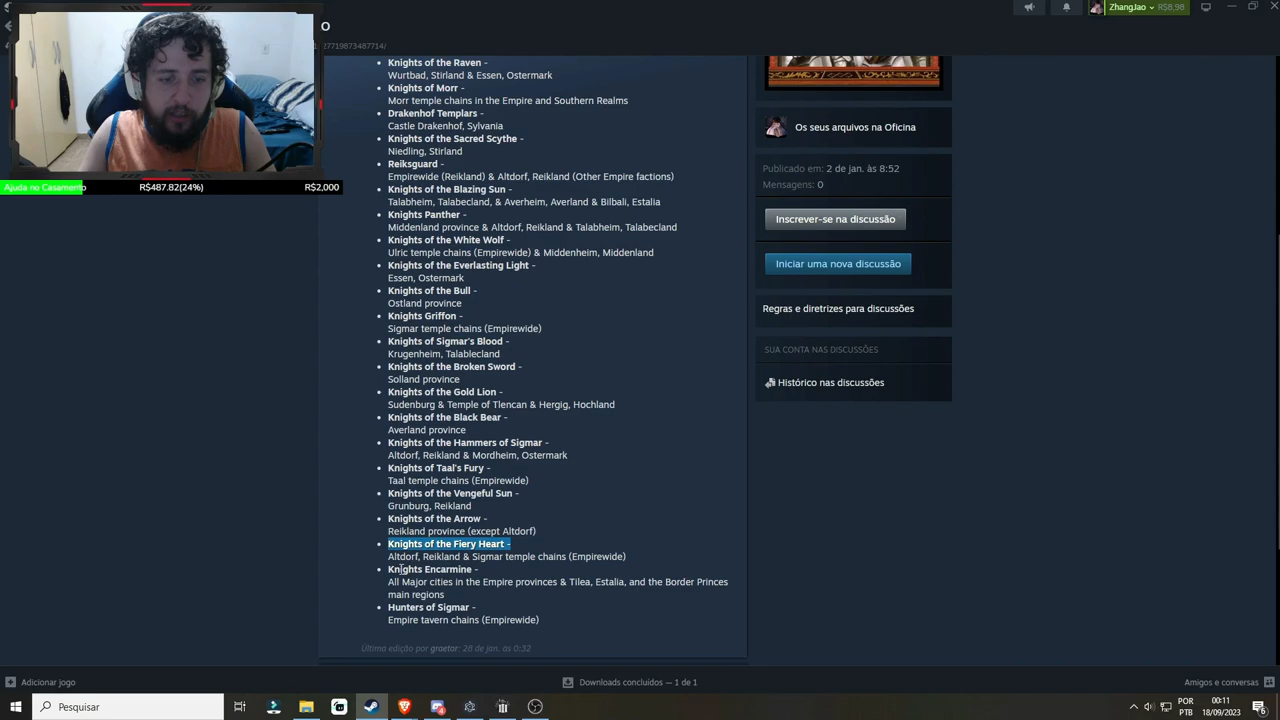 ZhangJao
R$8,98
O
27719873487714/
Ajuda no Casamento
R$487.82(24%)
R$2,000
Knights of the Raven -
Wurtbad, Stirland & Essen, Ostermark
Knights of Morr -
Morr temple chains in the Empire and Southern Realms
Drakenhof Templars -
Castle Drakenhof, Sylvania
Knights of the Sacred Scythe -
Niedling, Stirland
Reiksguard -
Empirewide (Reikland) & Altdorf, Reikland (Other Empire factions)
Knights of the Blazing Sun -
Talabheim, Talabecland, & Averheim, Averland & Bilbali, Estalia
Knights Panther -
Middenland province & Altdorf, Reikland & Talabheim, Talabecland
Knights of the White Wolf -
Ulric temple chains (Empirewide) & Middenheim, Middenland
Knights of the Everlasting Light -
Essen, Ostermark
Knights of the Bull -
Ostland province
Knights Griffon -
Sigmar temple chains (Empirewide)
Knights of Sigmar's Blood -
Krugenheim, Talablecland
Knights of the Broken Sword -
Solland province
Knights of the Gold Lion -
Sudenburg & Temple of Tlencan & Hergig, Hochland
Knights of the Black Bear -
Averland province
Knights of the Hammers of Sigmar -
Altdorf, Reikland & Mordheim, Ostermark
Knights of Taal's Fury -
Taal temple chains (Empirewide)
Knights of the Vengeful Sun -
Grunburg, Reikland
Knights of the Arrow -
Reikland province (except Altdorf)
Knights of the Fiery Heart -
Altdorf, Reikland & Sigmar temple chains (Empirewide)
Knights Encarmine -
All Major cities in the Empire provinces & Tilea, Estalia, and the Border Princes
main regions
Hunters of Sigmar -
Empire tavern chains (Empirewide)
Última edição por graetor: 28 de jan. às 0:32
Os seus arquivos na Oficina
Publicado em: 2 de jan. às 8:52
Mensagens: 0
Inscrever-se na discussão
Iniciar uma nova discussão
Regras e diretrizes para discussões
SUA CONTA NAS DISCUSSÕES
Histórico nas discussões
Adicionar jogo
Downloads concluídos — 1 de 1
Amigos e conversas
Pesquisar
POR
PTB
00:11
18/09/2023